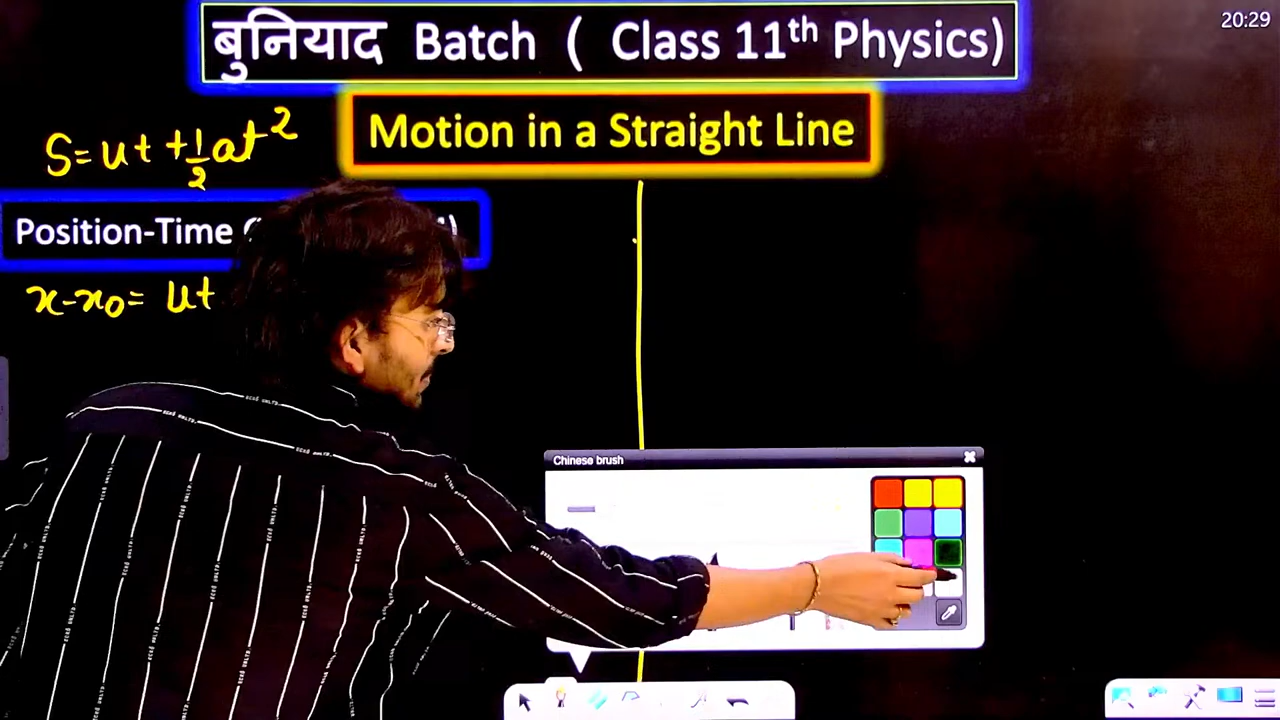 20:29
बुनियाद Batch ( Class 11th Physics)
Motion in a Straight Line
S=ut+½at²
Position-Time
x-x₀= ut
Chinese brush